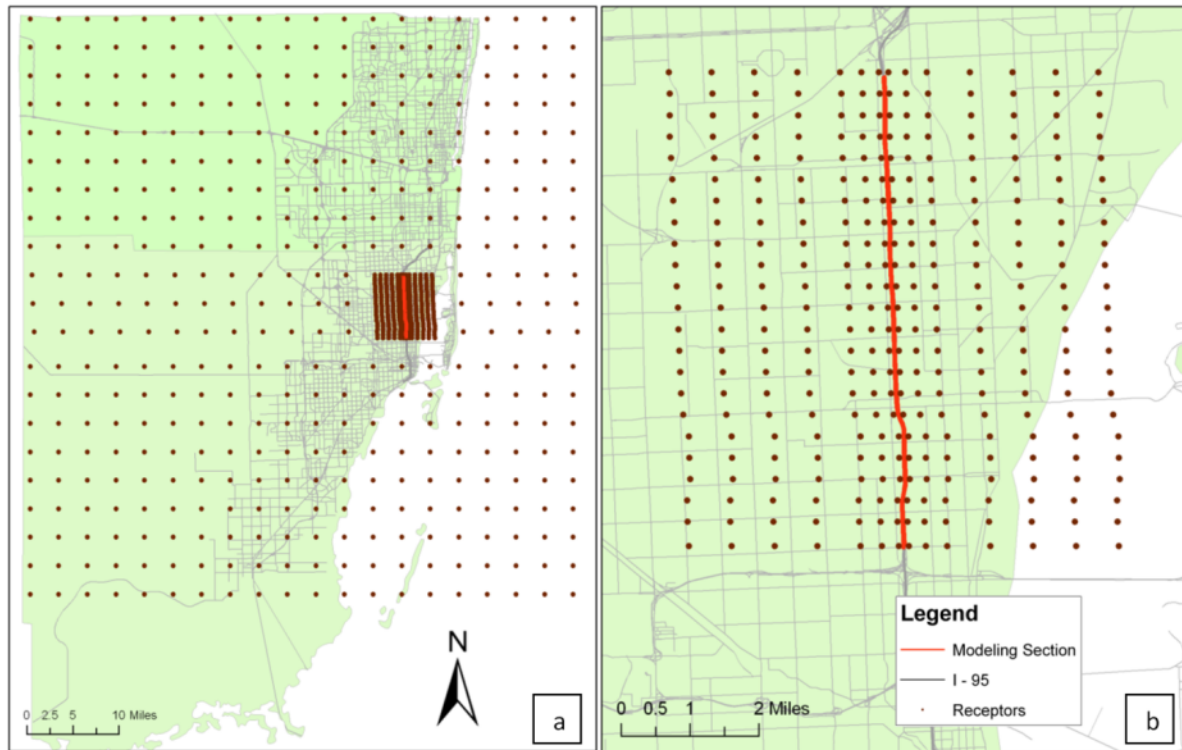 N
0 2.5 5 10 Miles
a
Legend
Modeling Section
I - 95
Receptors
0 0.5 1 2 Miles
b